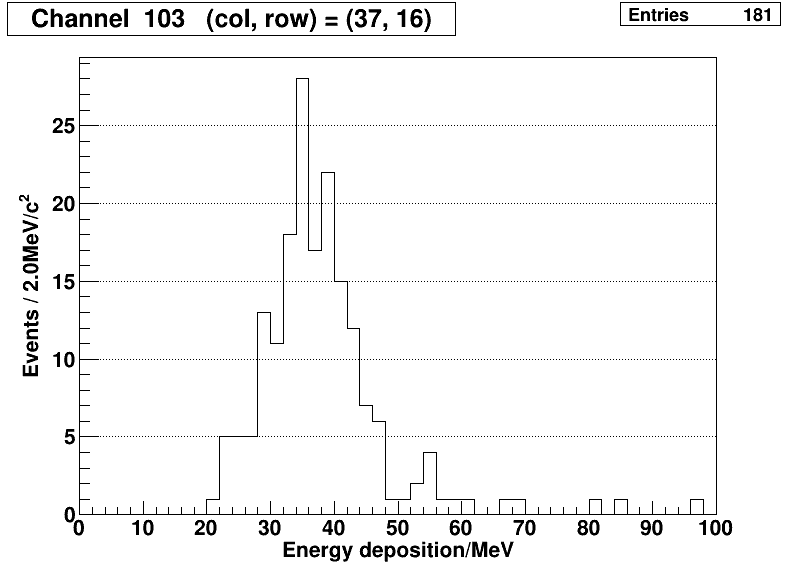 Channel 103 (col, row) = (37, 16)
Entries 181
Events / 2.0MeV/c²
25
20
15
10
5
0
0 10 20 30 40 50 60 70 80 90 100
Energy deposition/MeV